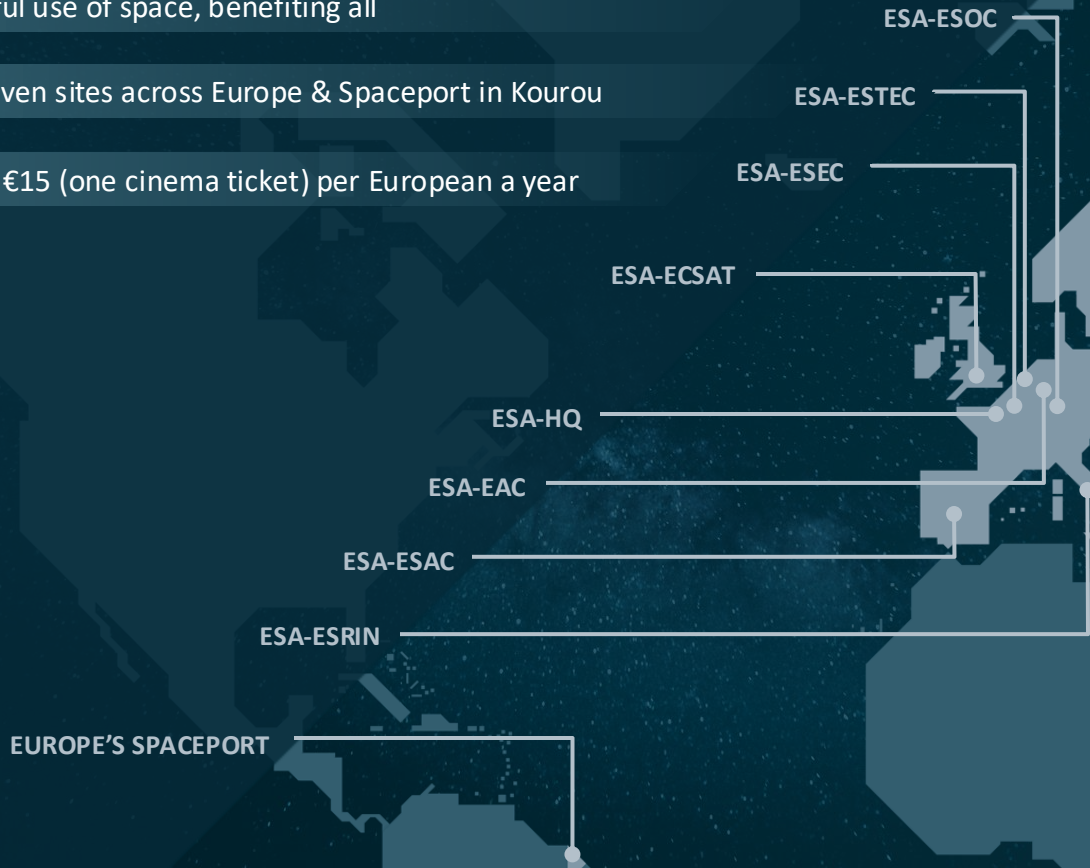 ful use of space, benefiting all
ESA-ESOC
ven sites across Europe & Spaceport in Kourou
ESA-ESTEC
€15 (one cinema ticket) per European a year
ESA-ESEC
ESA-ECSAT
ESA-HQ
ESA-EAC
ESA-ESAC
ESA-ESRIN
EUROPE’S SPACEPORT